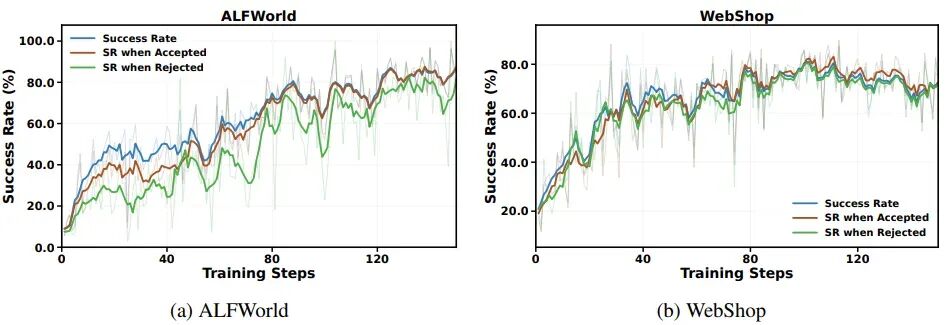 ALFWorld
Success Rate (%)
100.0
80.0
60.0
40.0
20.0
0.0
Success Rate
SR when Accepted
SR when Rejected
0
40
80
120
Training Steps
(a) ALFWorld
WebShop
Success Rate (%)
80.0
60.0
40.0
20.0
Success Rate
SR when Accepted
SR when Rejected
0
40
80
120
Training Steps
(b) WebShop